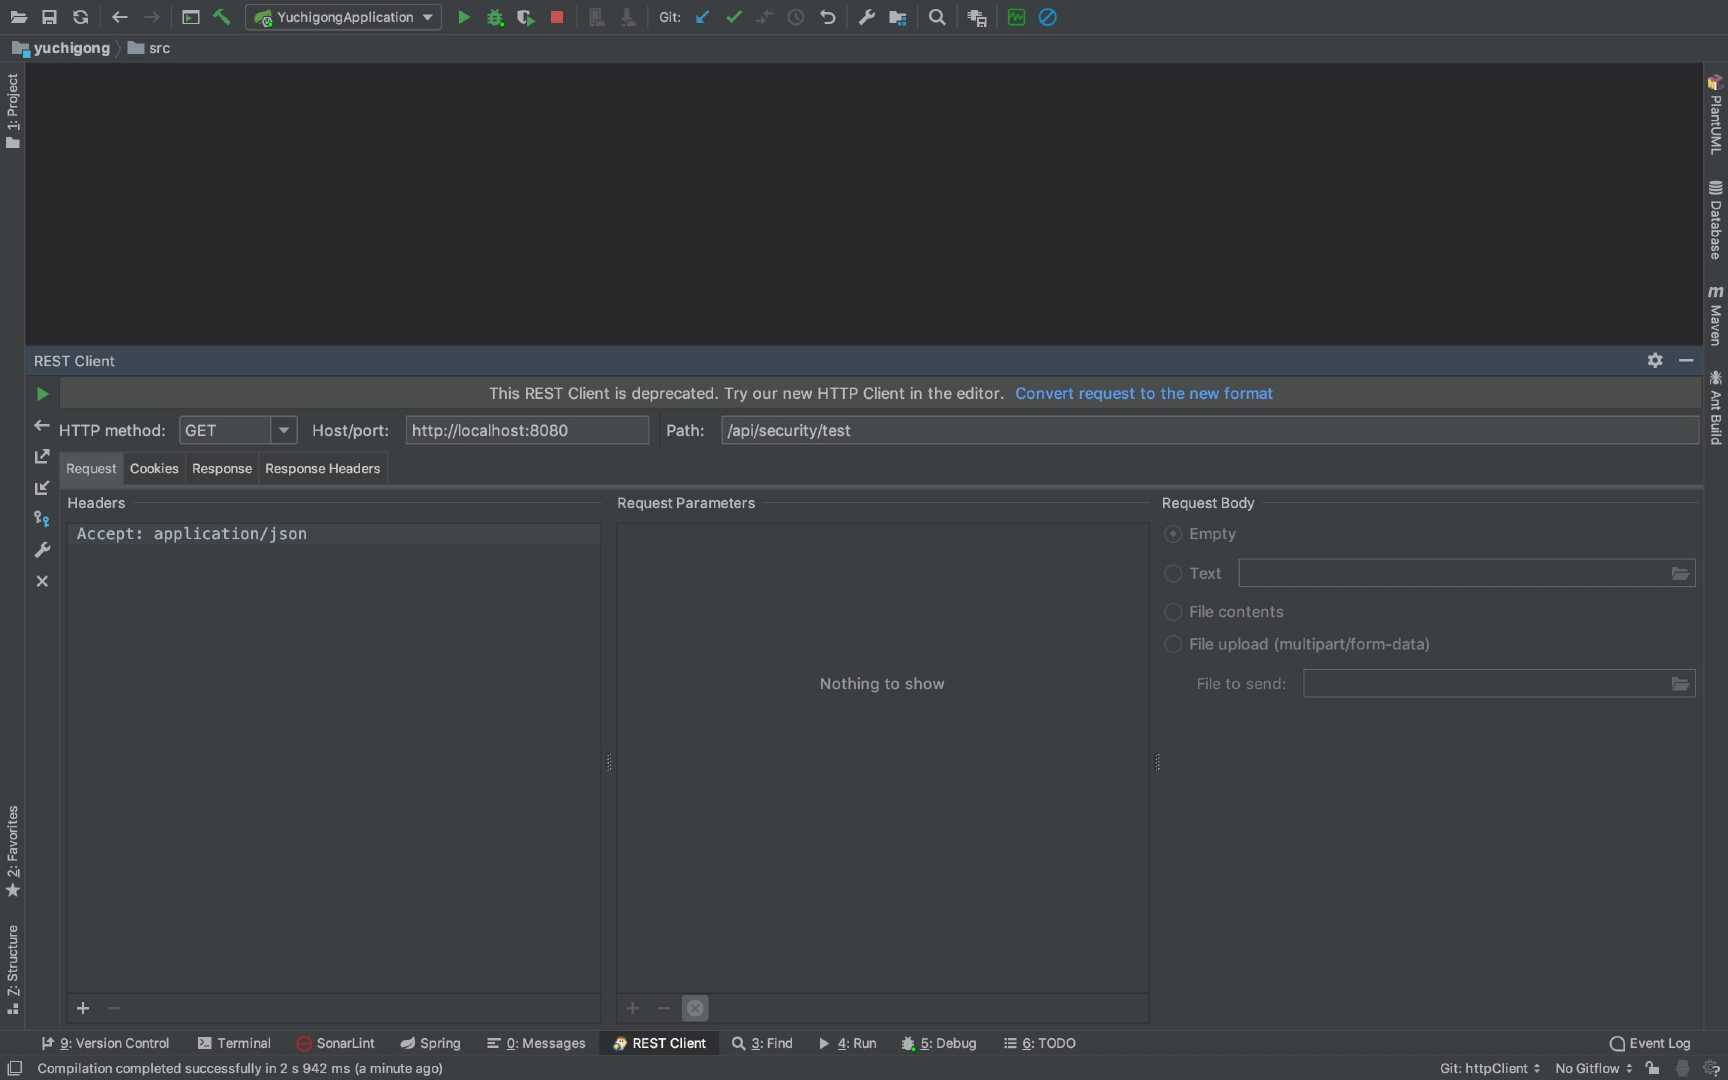 YuchigongApplication
Git:
yuchigong
src
1: Project
2: Favorites
Z: Structure
PlantUML
Database
Maven
Ant Build
REST Client
This REST Client is deprecated. Try our new HTTP Client in the editor. Convert request to the new format
HTTP method: GET Host/port: http://localhost:8080 Path: /api/security/test
Request Cookies Response Response Headers
Headers
Accept: application/json
Request Parameters
Nothing to show
Request Body
Empty
Text
File contents
File upload (multipart/form-data)
File to send:
9: Version Control Terminal SonarLint Spring 0: Messages REST Client 3: Find 4: Run 5: Debug 6: TODO Event Log
Compilation completed successfully in 2 s 942 ms (a minute ago) Git: httpClient No Gitflow